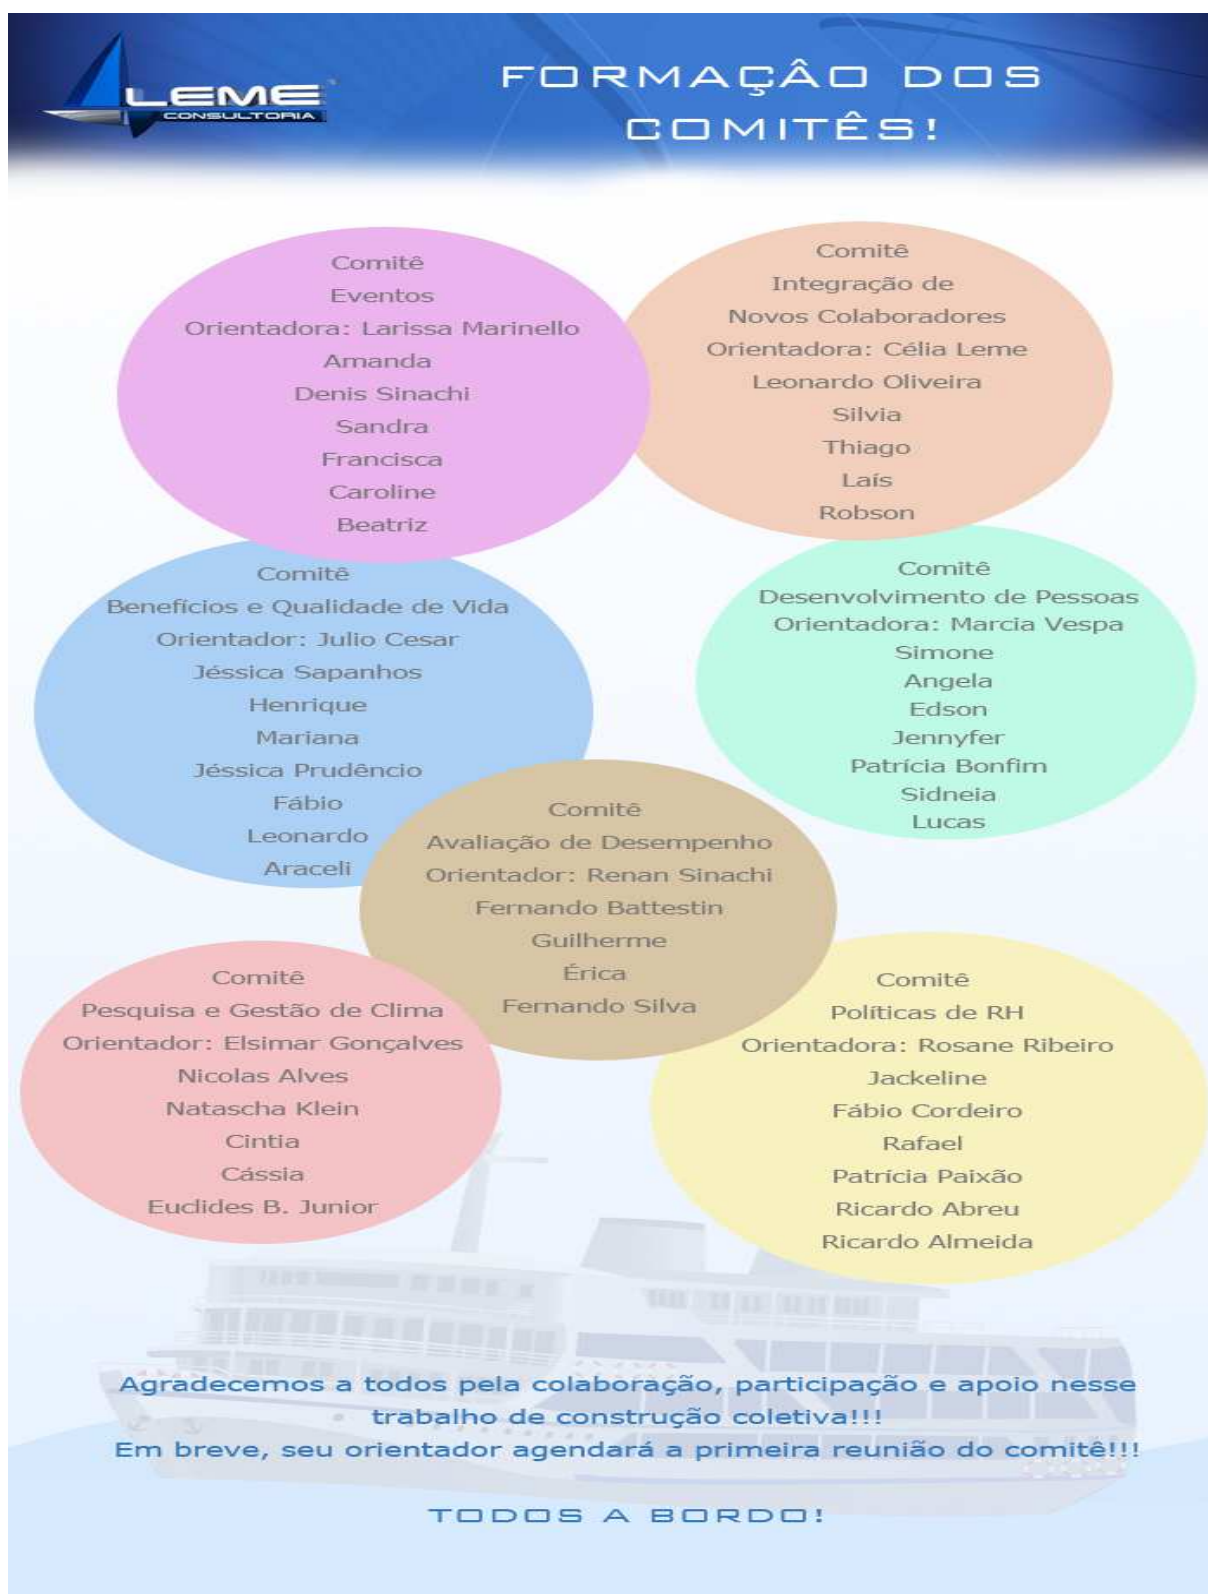 LEME
CONSULTORIA
FORMAÇÂO DOS
COMITÊS!
Comitê
Eventos
Orientadora: Larissa Marinello
Amanda
Denis Sinachi
Sandra
Francisca
Caroline
Beatriz
Comitê
Integração de
Novos Colaboradores
Orientadora: Célia Leme
Leonardo Oliveira
Silvia
Thiago
Laís
Robson
Comitê
Benefícios e Qualidade de Vida
Orientador: Julio Cesar
Jéssica Sapanhos
Henrique
Mariana
Jéssica Prudêncio
Fábio
Leonardo
Araceli
Comitê
Desenvolvimento de Pessoas
Orientadora: Marcia Vespa
Simone
Angela
Edson
Jennyfer
Patrícia Bonfim
Sidneia
Lucas
Comitê
Avaliação de Desempenho
Orientador: Renan Sinachi
Fernando Battestin
Guilherme
Érica
Fernando Silva
Comitê
Pesquisa e Gestão de Clima
Orientador: Elsimar Gonçalves
Nicolas Alves
Natascha Klein
Cintia
Cássia
Euclides B. Junior
Comitê
Políticas de RH
Orientadora: Rosane Ribeiro
Jackeline
Fábio Cordeiro
Rafael
Patrícia Paixão
Ricardo Abreu
Ricardo Almeida
Agradecemos a todos pela colaboração, participação e apoio nesse
trabalho de construção coletiva!!!
Em breve, seu orientador agendará a primeira reunião do comitê!!!
TODOS A BORDO!